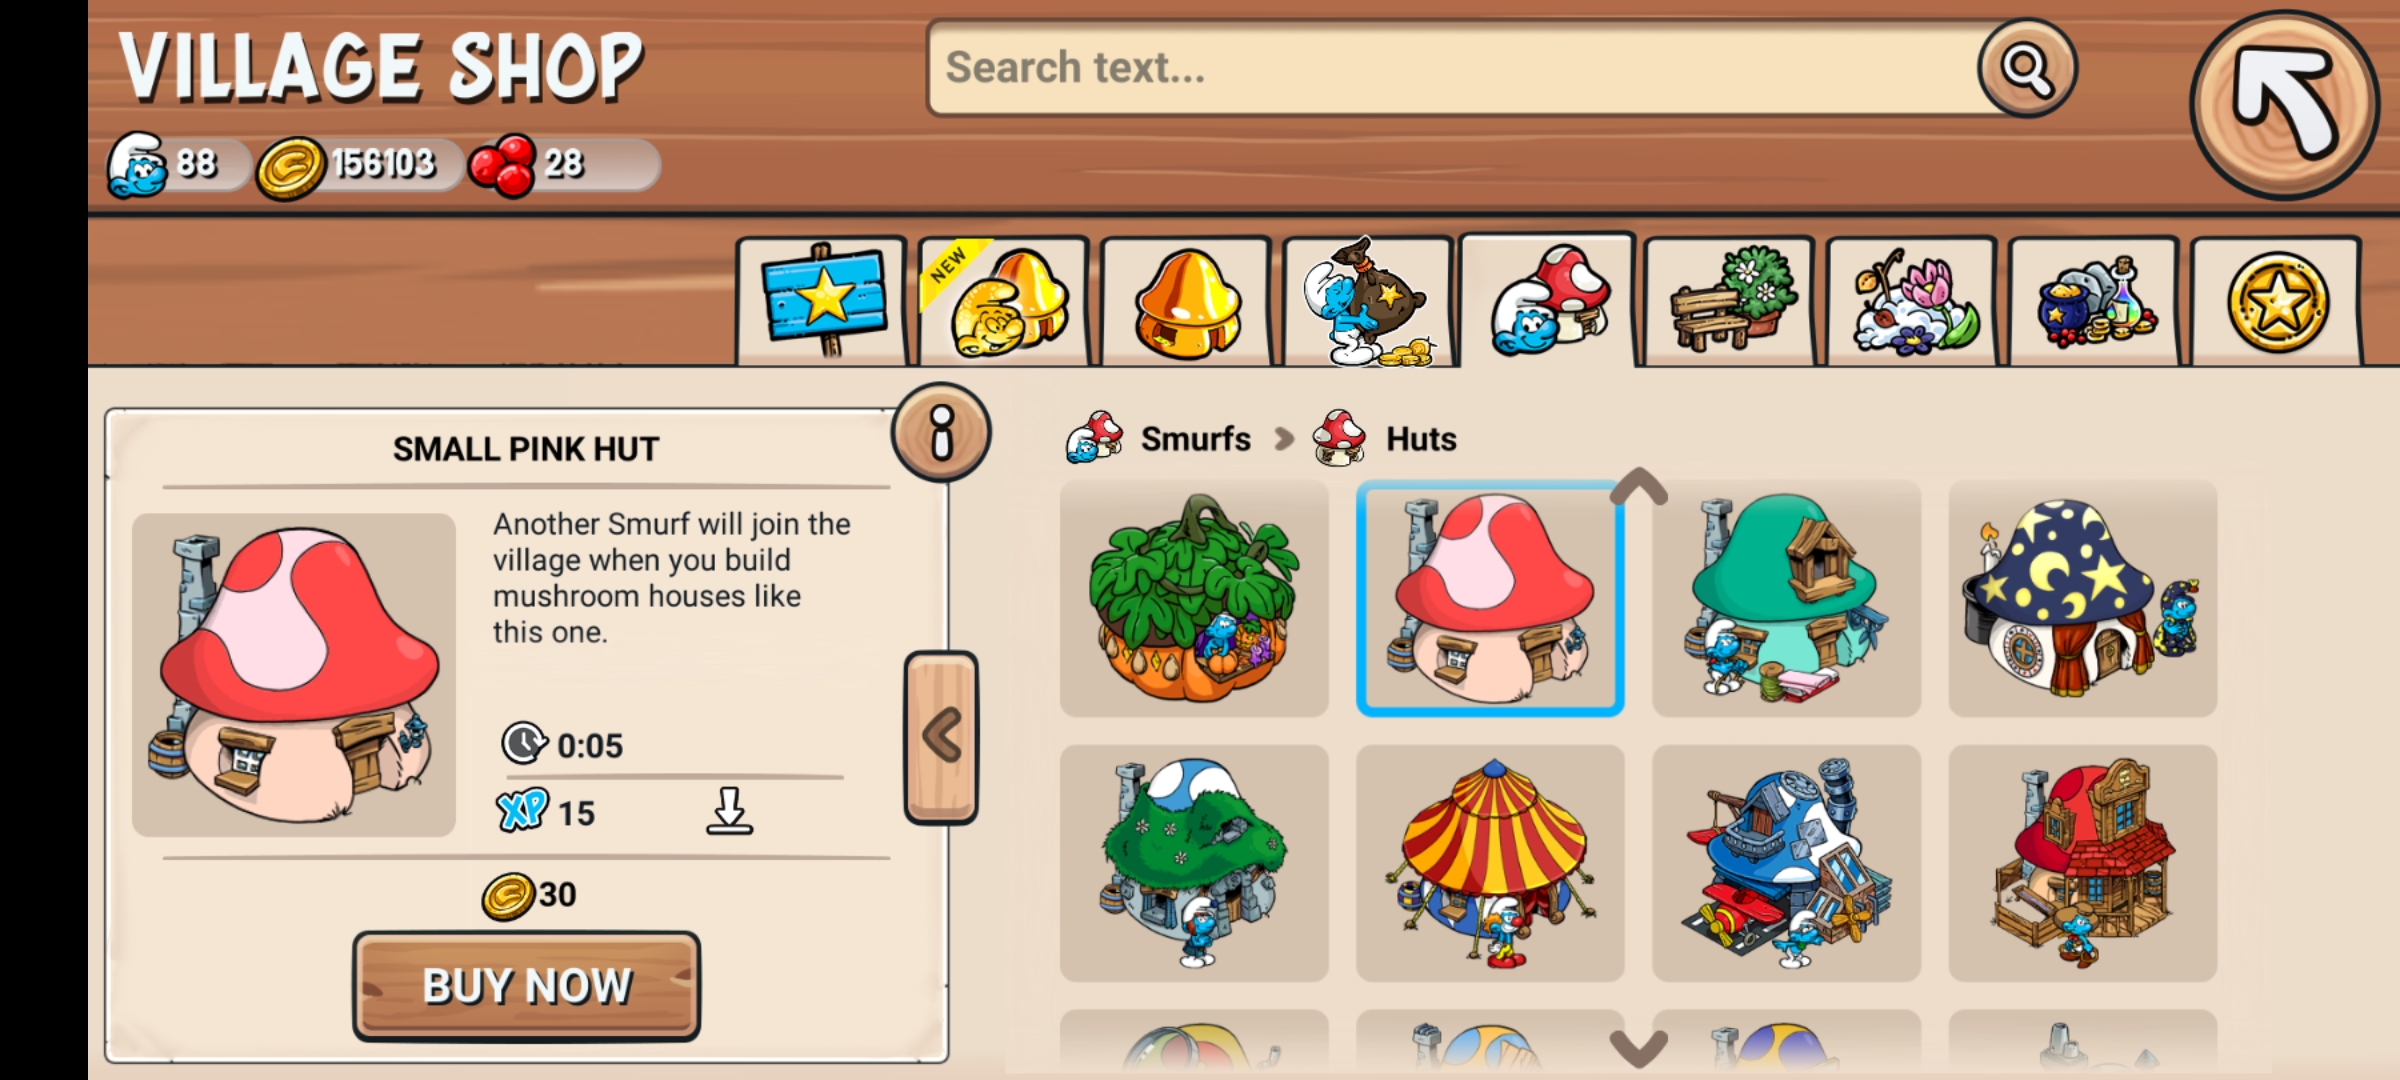 VILLAGE SHOP
Search text...
88
156103
28
NEW
SMALL PINK HUT
Another Smurf will join the
village when you build
mushroom houses like
this one.
0:05
XP 15
30
BUY NOW
Smurfs > Huts